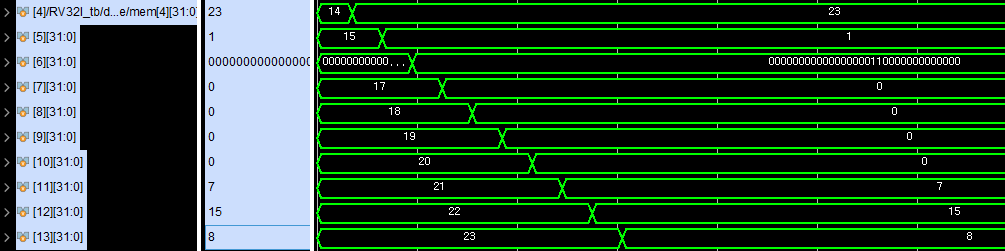 [4]/RV32I_tb/d...e/mem[4][31:0] 23 14 23
[5][31:0] 1 15 1
[6][31:0] 0000000000000000 00000000000... 00000000000000000110000000000000
[7][31:0] 0 17 0
[8][31:0] 0 18 0
[9][31:0] 0 19 0
[10][31:0] 0 20 0
[11][31:0] 7 21 7
[12][31:0] 15 22 15
[13][31:0] 8 23 8